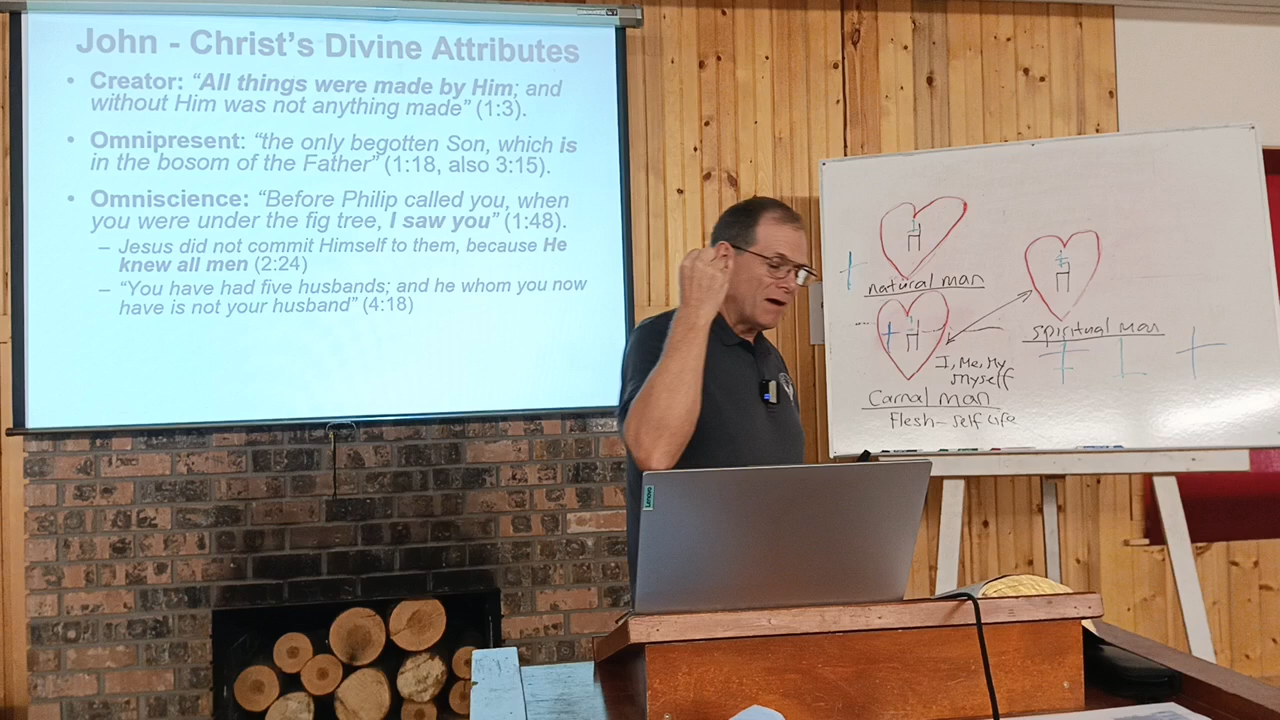 John - Christ's Divine Attributes
• Creator: "All things were made by Him; and
without Him was not anything made" (1:3).
• Omnipresent: "the only begotten Son, which is
in the bosom of the Father" (1:18, also 3:15).
• Omniscience: "Before Philip called you, when
you were under the fig tree, I saw you" (1:48).
– Jesus did not commit Himself to them, because He
knew all men (2:24)
– "You have had five husbands; and he whom you now
have is not your husband" (4:18)
natural man
spiritual man
I, Me, My
Myself
Carnal man
Flesh - self life
Lenovo